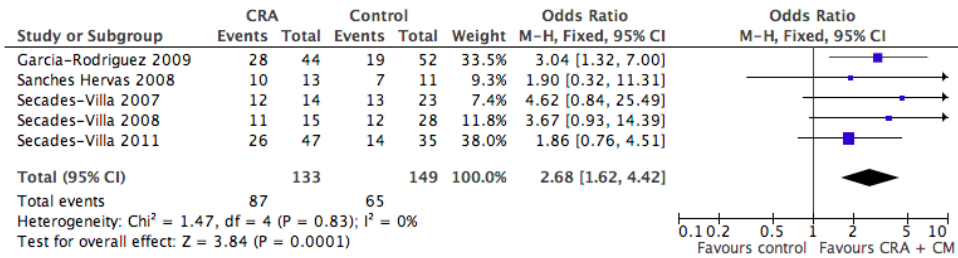 CRA Control Odds Ratio Odds Ratio
Study or Subgroup Events Total Events Total Weight M-H, Fixed, 95% CI M-H, Fixed, 95% CI
Garcia-Rodriguez 2009 28 44 19 52 33.5% 3.04 [1.32, 7.00]
Sanches Hervas 2008 10 13 7 11 9.3% 1.90 [0.32, 11.31]
Secades-Villa 2007 12 14 13 23 7.4% 4.62 [0.84, 25.49]
Secades-Villa 2008 11 15 12 28 11.8% 3.67 [0.93, 14.39]
Secades-Villa 2011 26 47 14 35 38.0% 1.86 [0.76, 4.51]
Total (95% CI) 133 149 100.0% 2.68 [1.62, 4.42]
Total events 87 65
Heterogeneity: Chi² = 1.47, df = 4 (P = 0.83); I² = 0%
Test for overall effect: Z = 3.84 (P = 0.0001)
0.1 0.2 0.5 1 2 5 10
Favours control Favours CRA + CM